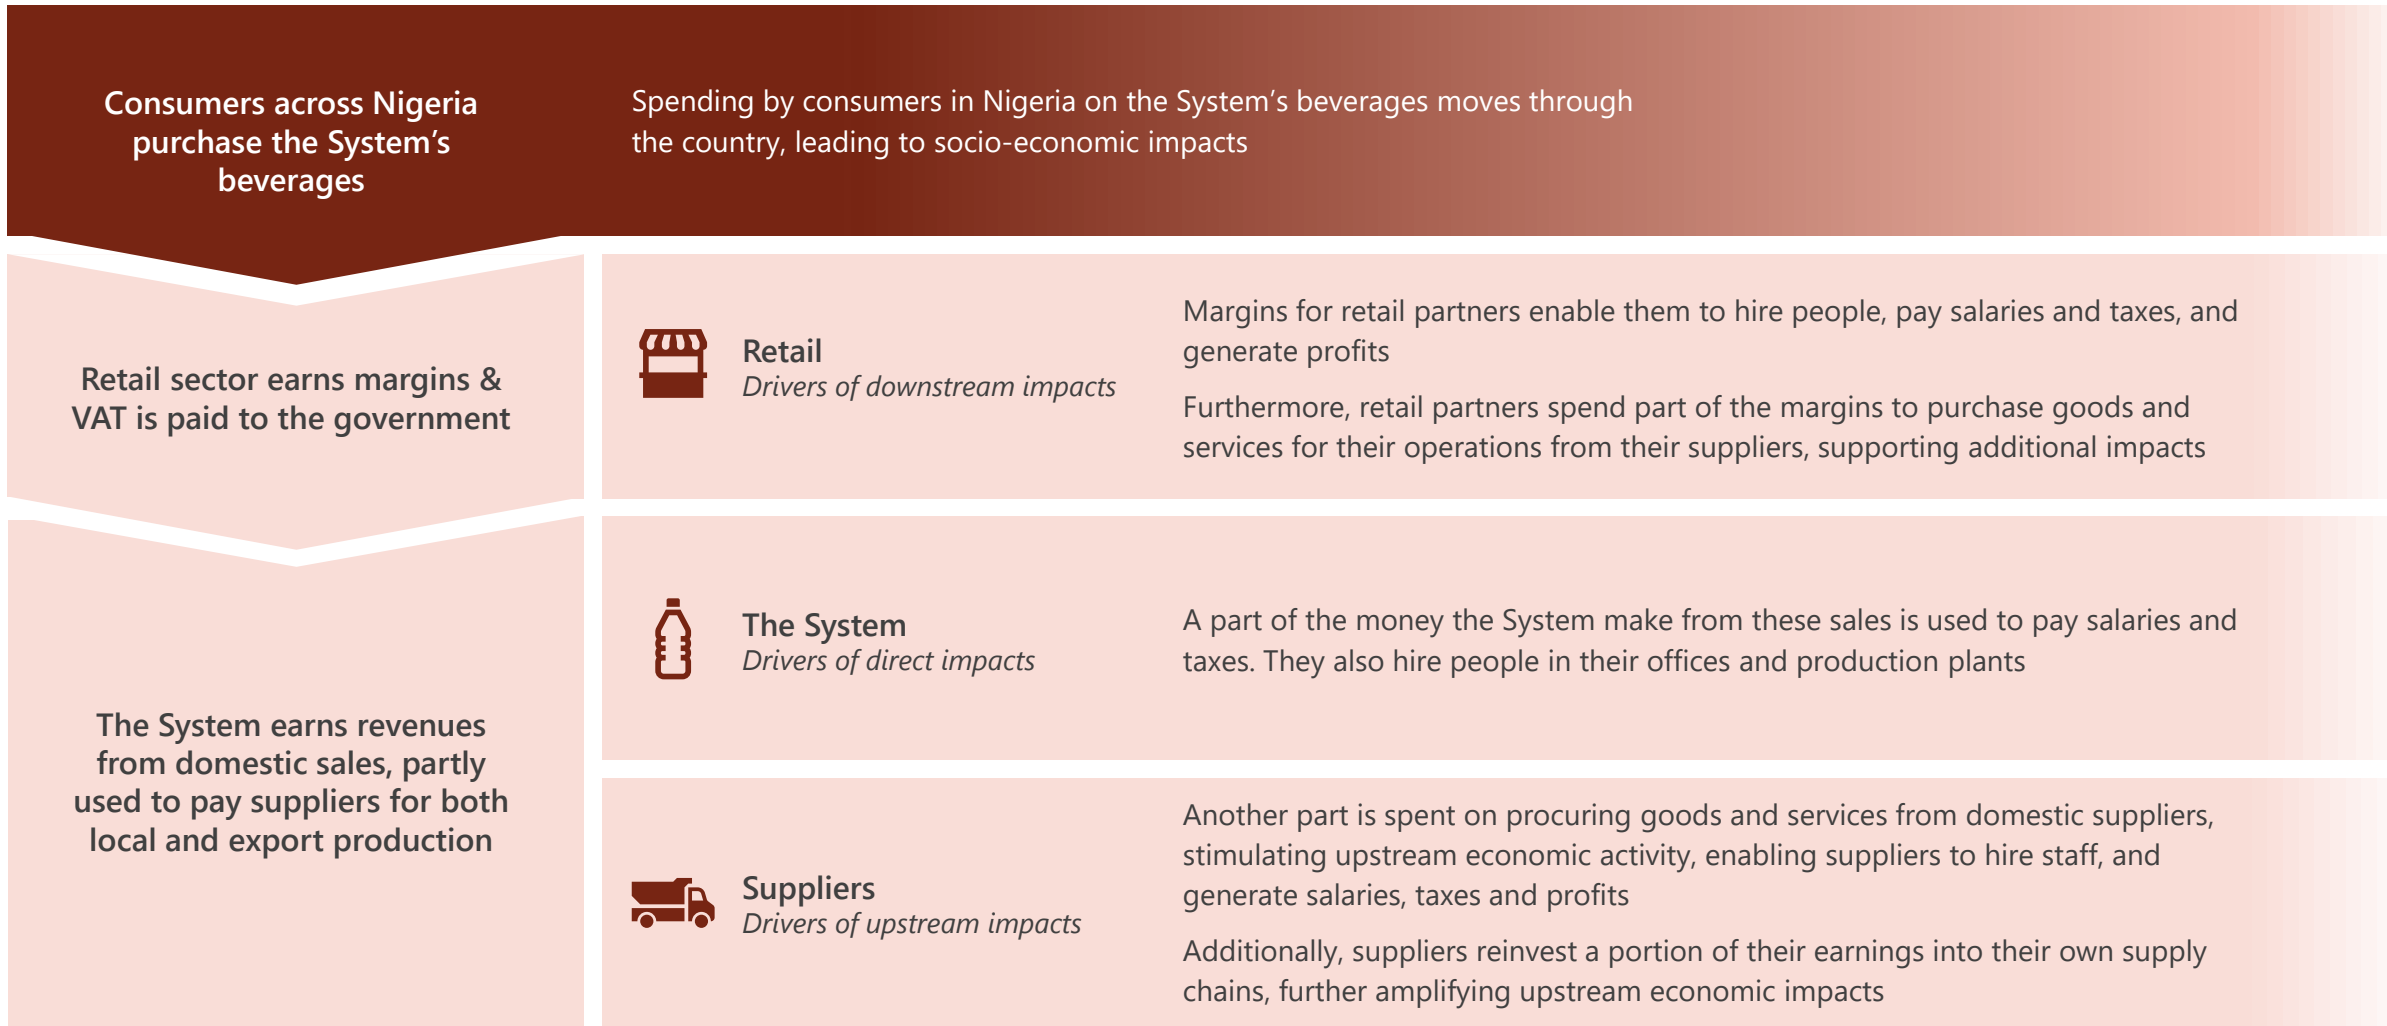 Consumers across Nigeria
purchase the System’s
beverages
Spending by consumers in Nigeria on the System’s beverages moves through
the country, leading to socio-economic impacts
Retail sector earns margins &
VAT is paid to the government
Retail
Drivers of downstream impacts
Margins for retail partners enable them to hire people, pay salaries and taxes, and
generate profits
Furthermore, retail partners spend part of the margins to purchase goods and
services for their operations from their suppliers, supporting additional impacts
The System earns revenues
from domestic sales, partly
used to pay suppliers for both
local and export production
The System
Drivers of direct impacts
A part of the money the System make from these sales is used to pay salaries and
taxes. They also hire people in their offices and production plants
Suppliers
Drivers of upstream impacts
Another part is spent on procuring goods and services from domestic suppliers,
stimulating upstream economic activity, enabling suppliers to hire staff, and
generate salaries, taxes and profits
Additionally, suppliers reinvest a portion of their earnings into their own supply
chains, further amplifying upstream economic impacts